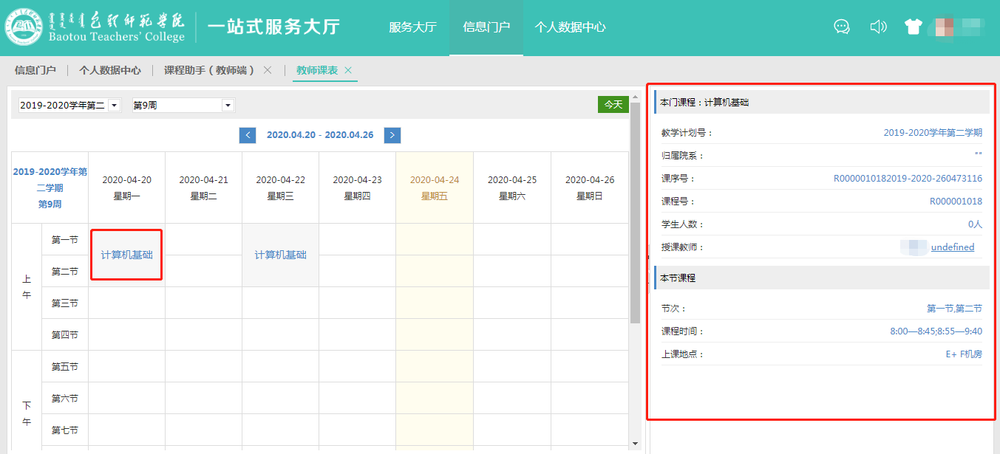 包头师范学院
Baotou Teachers' College
一站式服务大厅
服务大厅 信息门户 个人数据中心
信息门户 个人数据中心 课程助手（教师端） 教师课表
2019-2020学年第二 第9周 今天
2020.04.20 - 2020.04.26
2019-2020学年第
二学期
第9周
2020-04-20
星期一
2020-04-21
星期二
2020-04-22
星期三
2020-04-23
星期四
2020-04-24
星期五
2020-04-25
星期六
2020-04-26
星期日
上
午
第一节
计算机基础 计算机基础
第二节
第三节
第四节
下
午
第五节
第六节
第七节
本门课程：计算机基础
教学计划号： 2019-2020学年第二学期
归属院系： ""
课序号： R0000010182019-2020-260473116
课程号： R000001018
学生人数： 0人
授课教师： undefined
本节课程
节次： 第一节,第二节
课程时间： 8:00—8:45;8:55—9:40
上课地点： E+ F机房